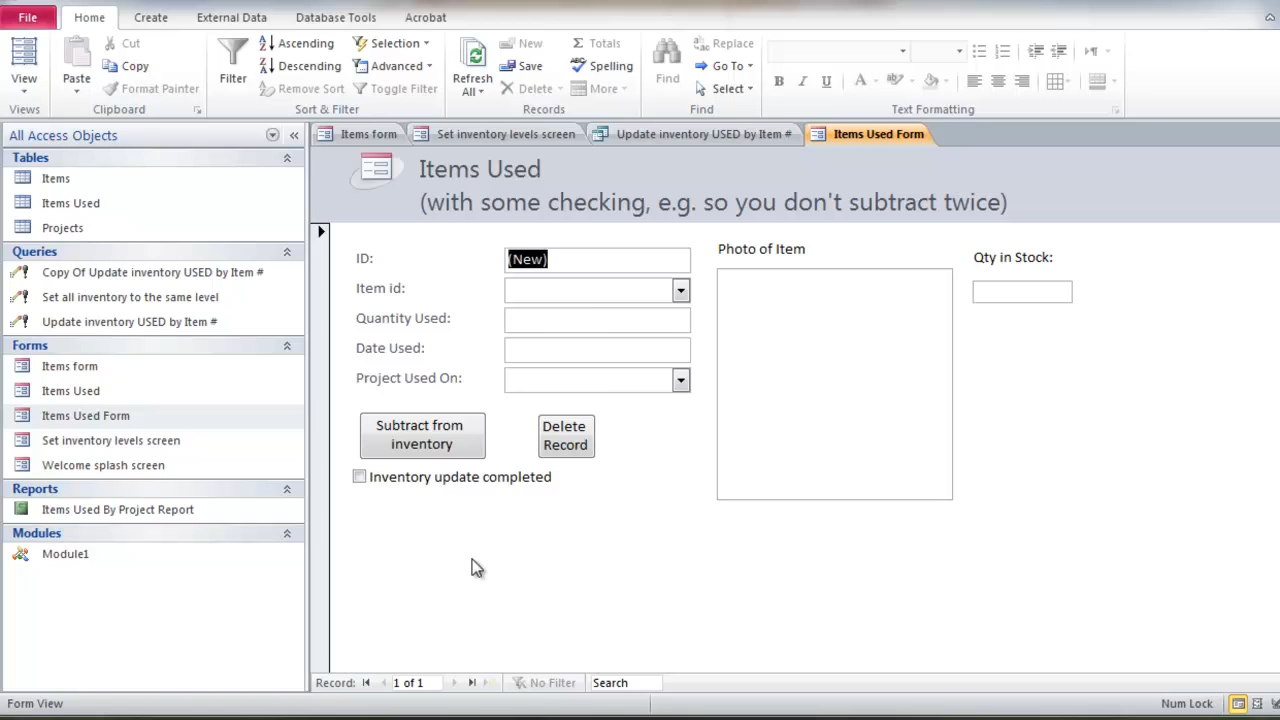 File Home Create External Data Database Tools Acrobat
View
Views
Paste
Cut
Copy
Format Painter
Clipboard
Filter
Ascending
Descending
Remove Sort
Selection
Advanced
Toggle Filter
Sort & Filter
Refresh
All
New
Save
Delete
Totals
Spelling
More
Records
Find
Replace
Go To
Select
Find
B I U A ab
Text Formatting
All Access Objects
Tables
Items
Items Used
Projects
Queries
Copy Of Update inventory USED by Item #
Set all inventory to the same level
Update inventory USED by Item #
Forms
Items form
Items Used
Items Used Form
Set inventory levels screen
Welcome splash screen
Reports
Items Used By Project Report
Modules
Module1
Items form Set inventory levels screen Update inventory USED by Item # Items Used Form
Items Used
(with some checking, e.g. so you don't subtract twice)
ID: (New)
Item id:
Quantity Used:
Date Used:
Project Used On:
Subtract from
inventory
Delete
Record
Inventory update completed
Photo of Item
Qty in Stock:
Record: 1 of 1 No Filter Search
Form View Num Lock